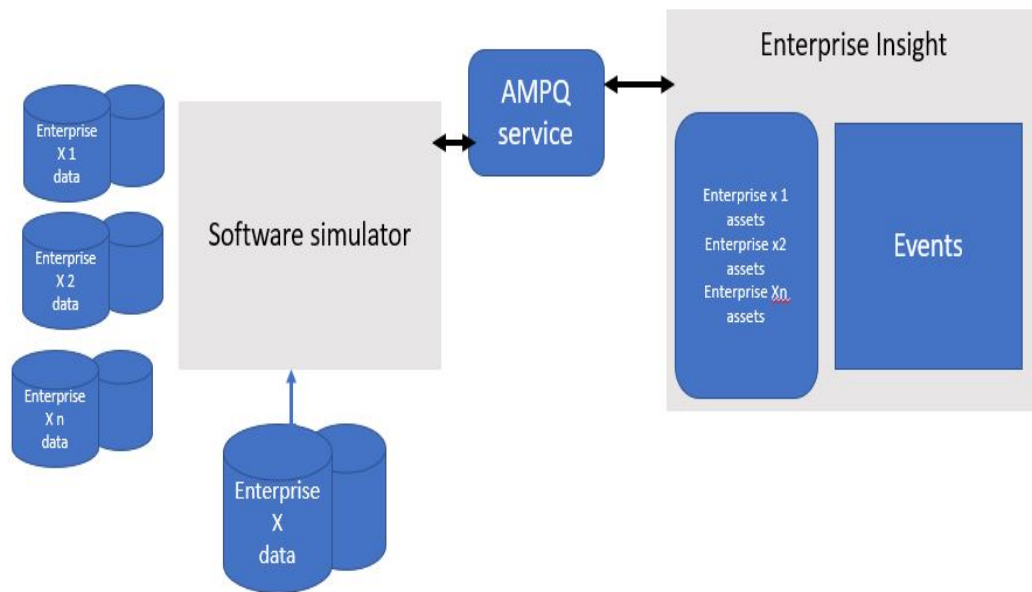 Enterprise
X 1
data
Enterprise
X 2
data
Enterprise
X n
data
Software simulator
Enterprise
X
data
AMPQ
service
Enterprise Insight
Enterprise x 1
assets
Enterprise x2
assets
Enterprise Xn
assets
Events